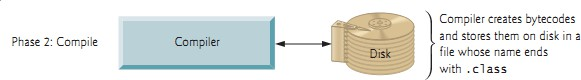 Phase 2: Compile
Compiler
Disk
Compiler creates bytecodes
and stores them on disk in a
file whose name ends
with .class